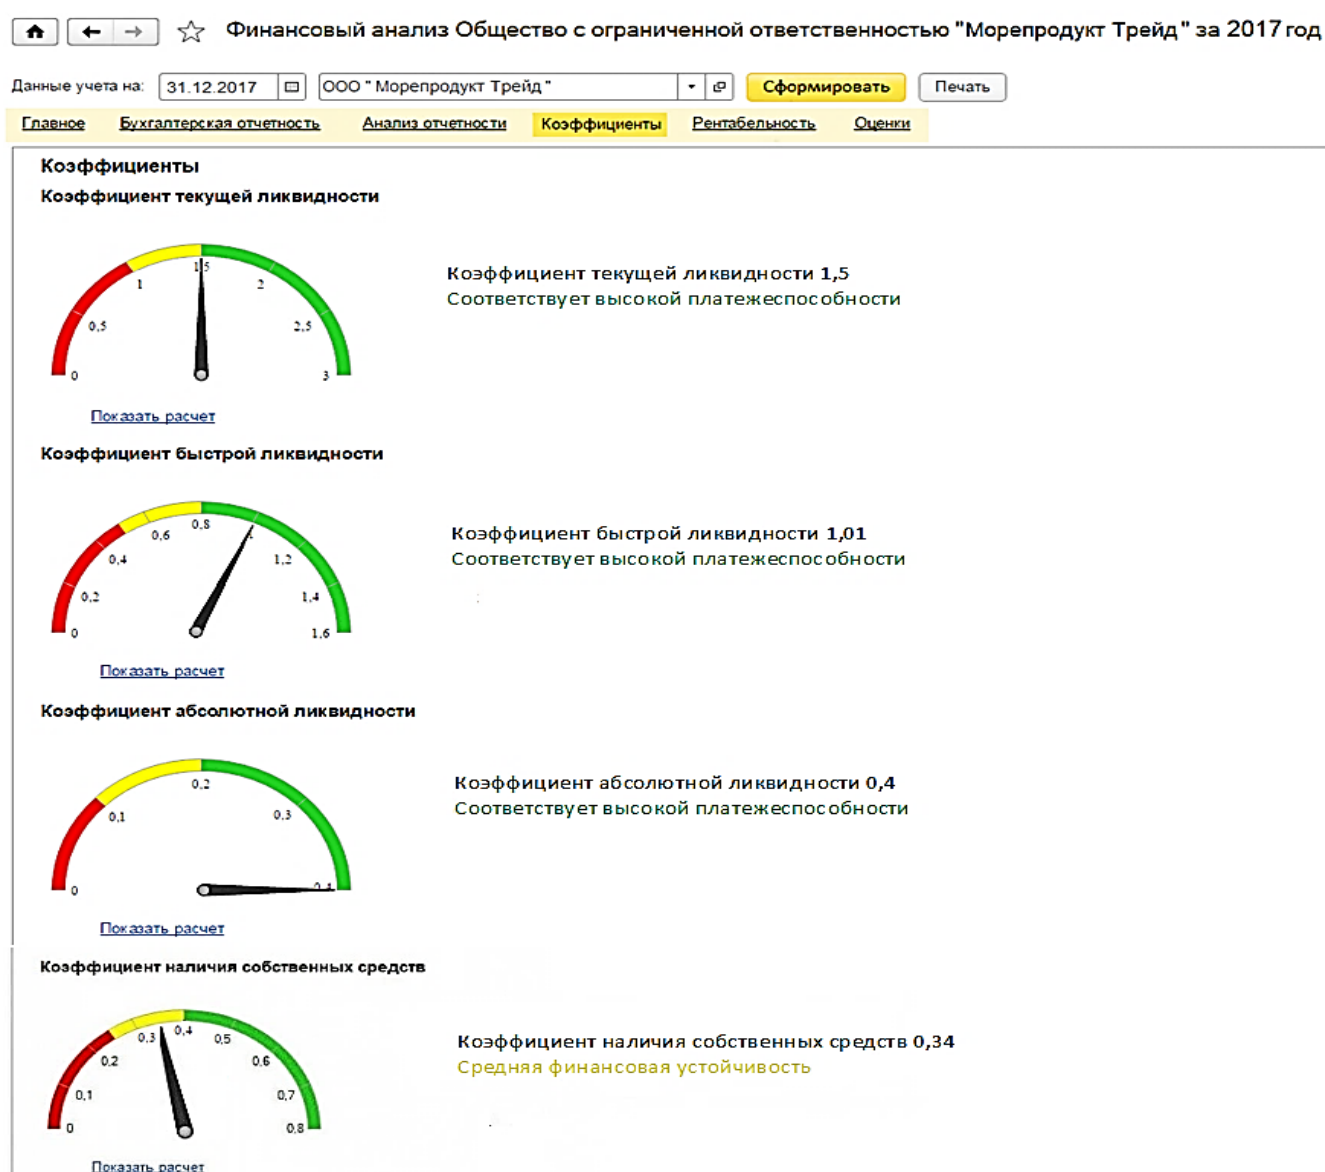 Финансовый анализ Общество с ограниченной ответственностью "Морепродукт Трейд" за 2017 год
Данные учета на: 31.12.2017 ООО " Морепродукт Трейд " Сформировать Печать
Главное Бухгалтерская отчетность Анализ отчетности Коэффициенты Рентабельность Оценки
Коэффициенты
Коэффициент текущей ликвидности
0 0,5 1 1,5 2 2,5 3
Коэффициент текущей ликвидности 1,5
Соответствует высокой платежеспособности
Показать расчет
Коэффициент быстрой ликвидности
0 0,2 0,4 0,6 0,8 1 1,2 1,4 1,6
Коэффициент быстрой ликвидности 1,01
Соответствует высокой платежеспособности
Показать расчет
Коэффициент абсолютной ликвидности
0 0,1 0,2 0,3 0,4
Коэффициент абсолютной ликвидности 0,4
Соответствует высокой платежеспособности
Показать расчет
Коэффициент наличия собственных средств
0 0,1 0,2 0,3 0,4 0,5 0,6 0,7 0,8
Коэффициент наличия собственных средств 0,34
Средняя финансовая устойчивость
Показать расчет